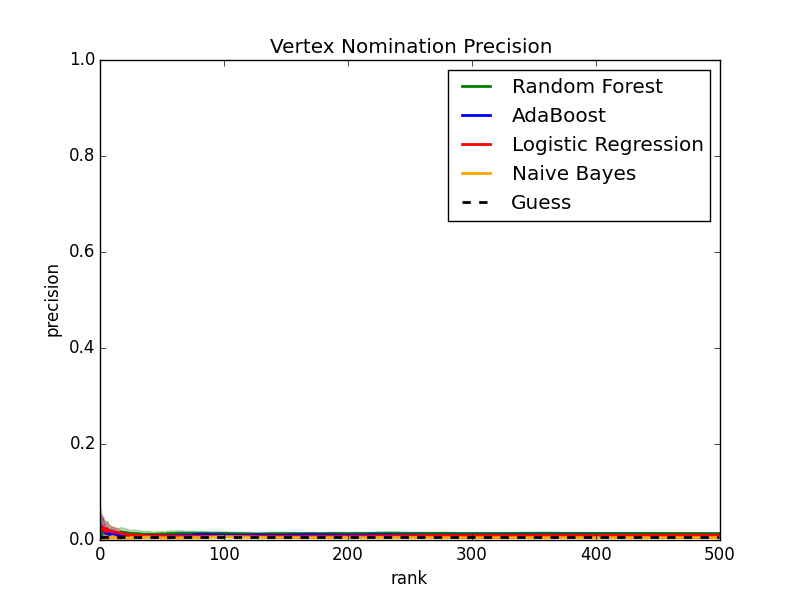 Vertex Nomination Precision
1.0
0.8
0.6
0.4
0.2
0.0
precision
Random Forest
AdaBoost
Logistic Regression
Naive Bayes
Guess
0 100 200 300 400 500
rank